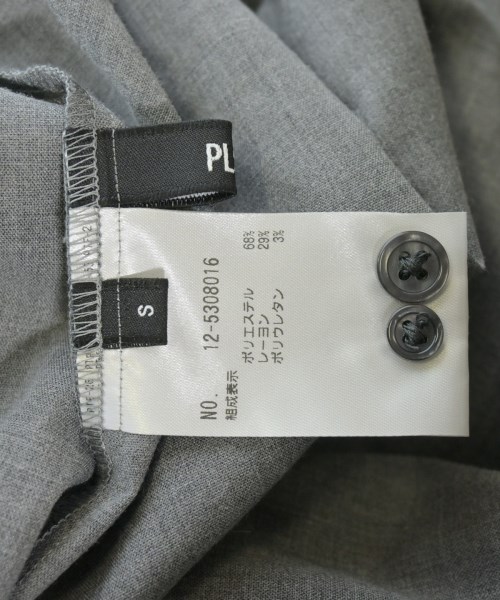 PL
S
NO. 12-5308016
組成表示
ポリエステル 68%
レーヨン 29%
ポリウレタン 3%